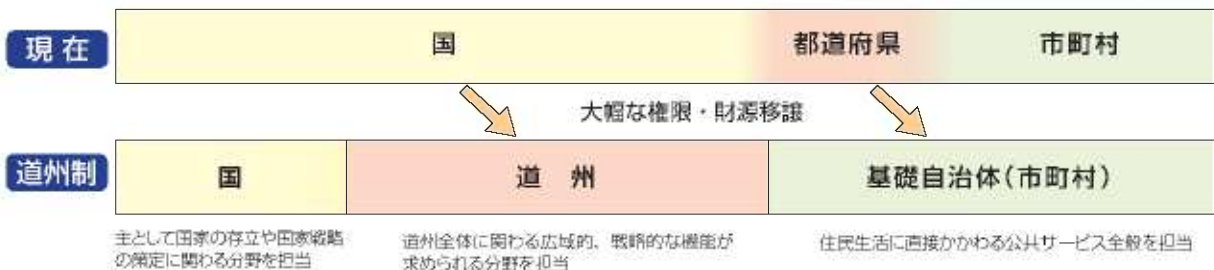 現在
国
都道府県
市町村
大幅な権限・財源移譲
道州制
国
道 州
基礎自治体(市町村)
主として国家の存立や国家戦略
の策定に関わる分野を担当
道州全体に関わる広域的、戦略的な機能が
求められる分野を担当
住民生活に直接かかわる公共サービス全般を担当